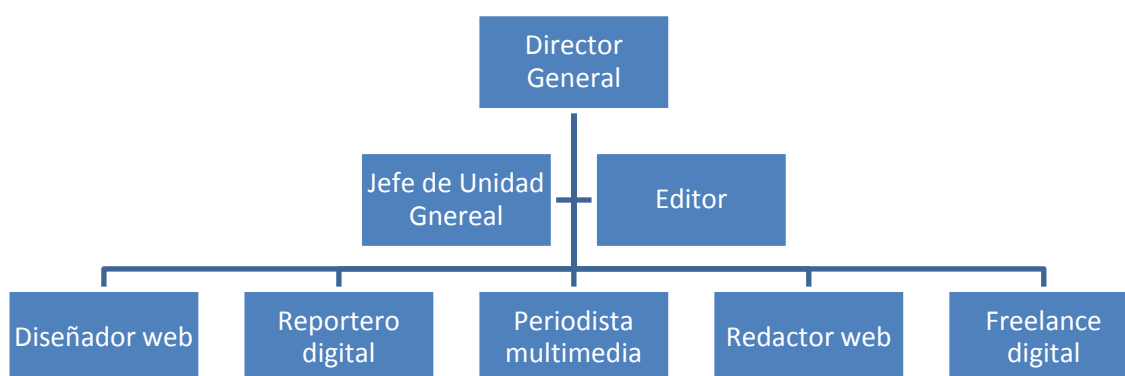 Director
General
Jefe de Unidad
Gnereal
Editor
Diseñador web
Reportero
digital
Periodista
multimedia
Redactor web
Freelance
digital